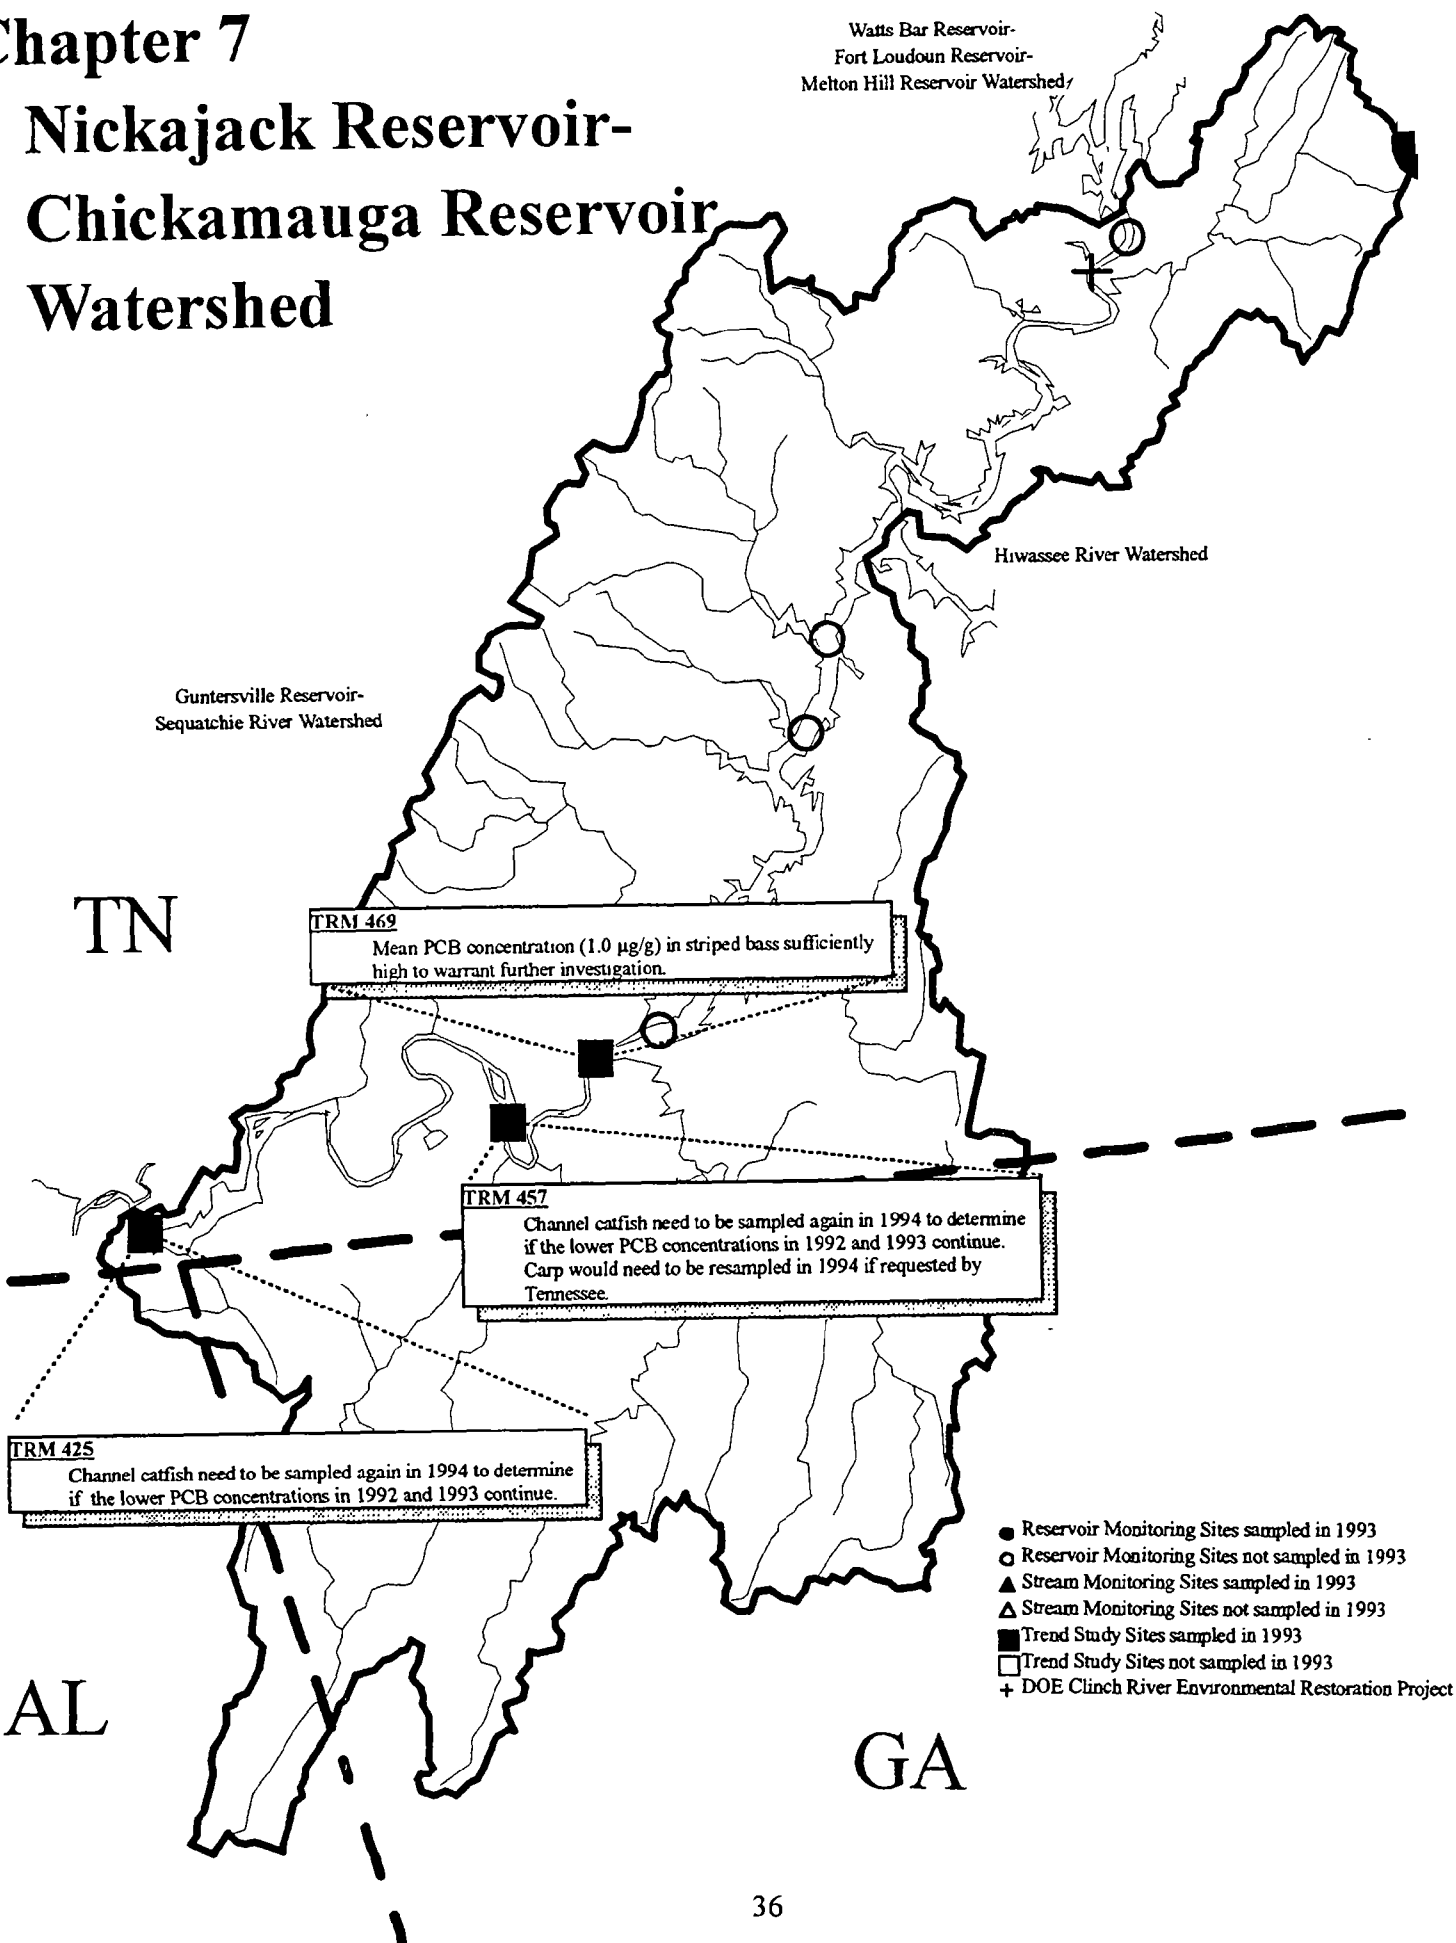 Chapter 7
Nickajack Reservoir-
Chickamauga Reservoir
Watershed
Watts Bar Reservoir-
Fort Loudoun Reservoir-
Melton Hill Reservoir Watershed
Hiwassee River Watershed
Guntersville Reservoir-
Sequatchie River Watershed
TN
TRM 469
Mean PCB concentration (1.0 µg/g) in striped bass sufficiently
high to warrant further investigation.
TRM 457
Channel catfish need to be sampled again in 1994 to determine
if the lower PCB concentrations in 1992 and 1993 continue.
Carp would need to be resampled in 1994 if requested by
Tennessee.
TRM 425
Channel catfish need to be sampled again in 1994 to determine
if the lower PCB concentrations in 1992 and 1993 continue.
Reservoir Monitoring Sites sampled in 1993
Reservoir Monitoring Sites not sampled in 1993
Stream Monitoring Sites sampled in 1993
Stream Monitoring Sites not sampled in 1993
Trend Study Sites sampled in 1993
Trend Study Sites not sampled in 1993
DOE Clinch River Environmental Restoration Project
AL
GA
36